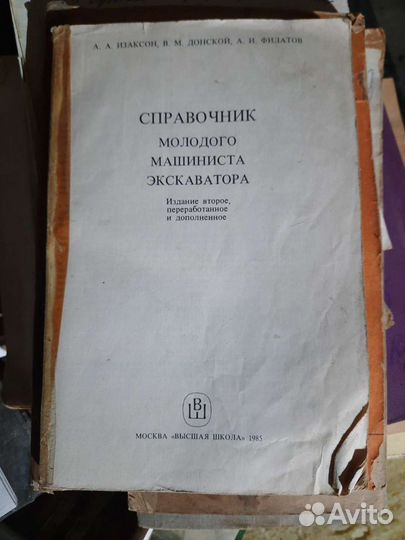 А. А. ИЗАКСОН, В. М. ДОНСКОЙ, А. И. ФИЛАТОВ
СПРАВОЧНИК
МОЛОДОГО
МАШИНИСТА
ЭКСКАВАТОРА
Издание второе,
переработанное
и дополненное
ВШ
МОСКВА «ВЫСШАЯ ШКОЛА» 1985
Avito